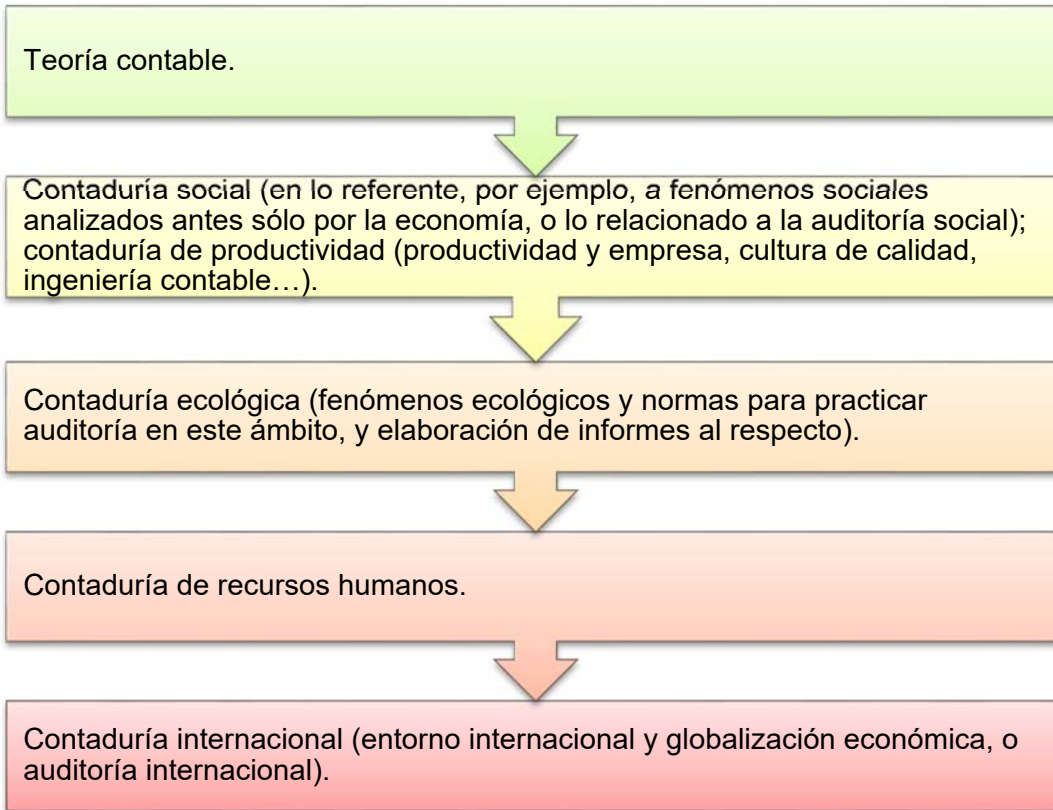 Teoría contable.
Contaduría social (en lo referente, por ejemplo, a fenómenos sociales
analizados antes sólo por la economía, o lo relacionado a la auditoría social);
contaduría de productividad (productividad y empresa, cultura de calidad,
ingeniería contable…).
Contaduría ecológica (fenómenos ecológicos y normas para practicar
auditoría en este ámbito, y elaboración de informes al respecto).
Contaduría de recursos humanos.
Contaduría internacional (entorno internacional y globalización económica, o
auditoría internacional).